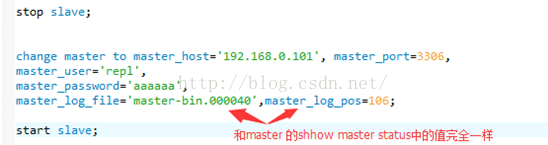 stop slave;
change master to master_host='192.168.0.101', master_port=3306,
master_user='repl',
master_password='aaaaaa',
http://blog.csdn.net/
master_log_file='master-bin.000040',master_log_pos=106;
start slave;
和master 的shhow master status中的值完全一样